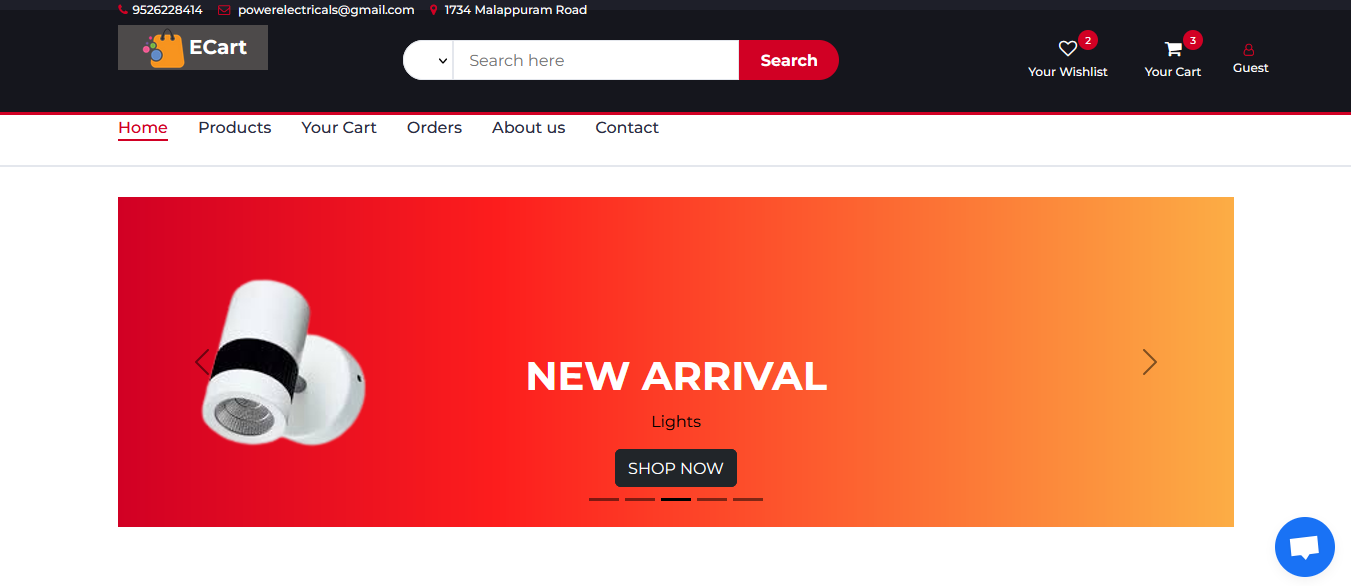 9526228414 powerelectricals@gmail.com 1734 Malappuram Road
ECart
Search here
Search
2
Your Wishlist
3
Your Cart
Guest
Home Products Your Cart Orders About us Contact
NEW ARRIVAL
Lights
SHOP NOW